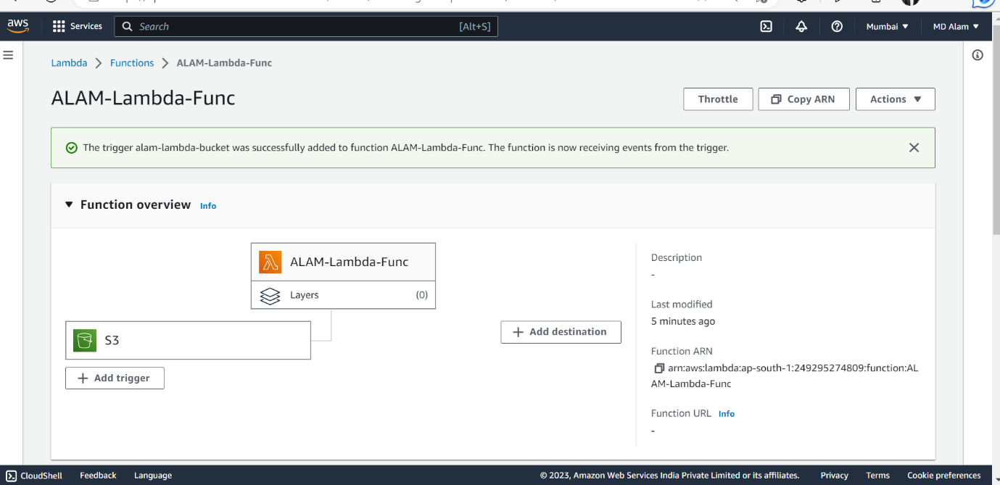 aws
Services
Search
[Alt+S]
Mumbai
MD Alam
Lambda
Functions
ALAM-Lambda-Func
ALAM-Lambda-Func
Throttle
Copy ARN
Actions
The trigger alam-lambda-bucket was successfully added to function ALAM-Lambda-Func. The function is now receiving events from the trigger.
Function overview
Info
ALAM-Lambda-Func
Layers
(0)
S3
Add trigger
Add destination
Description
-
Last modified
5 minutes ago
Function ARN
arn:aws:lambda:ap-south-1:249295274809:function:AL
AM-Lambda-Func
Function URL
Info
-
CloudShell
Feedback
Language
© 2023, Amazon Web Services India Private Limited or its affiliates.
Privacy
Terms
Cookie preferences